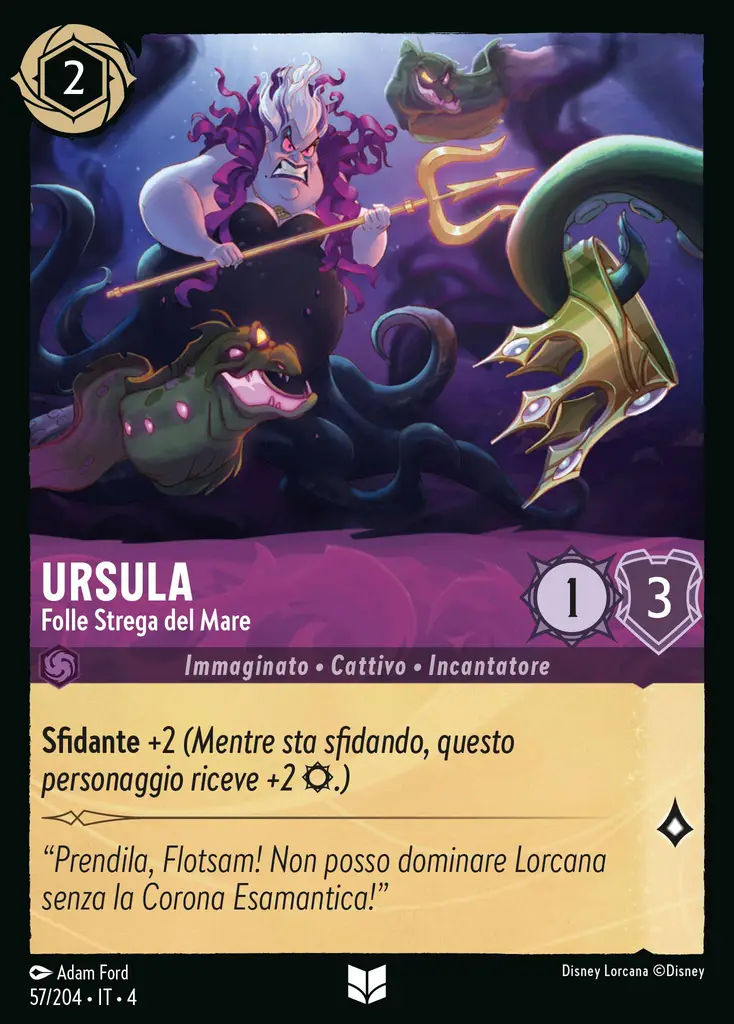 2
URSULA
Folle Strega del Mare
1
3
Immaginato • Cattivo • Incantatore
Sfidante +2 (Mentre sta sfidando, questo
personaggio riceve +2 .)
“Prendila, Flotsam! Non posso dominare Lorcana
senza la Corona Esamantica!”
Adam Ford
Disney Lorcana ©Disney
57/204 • IT • 4